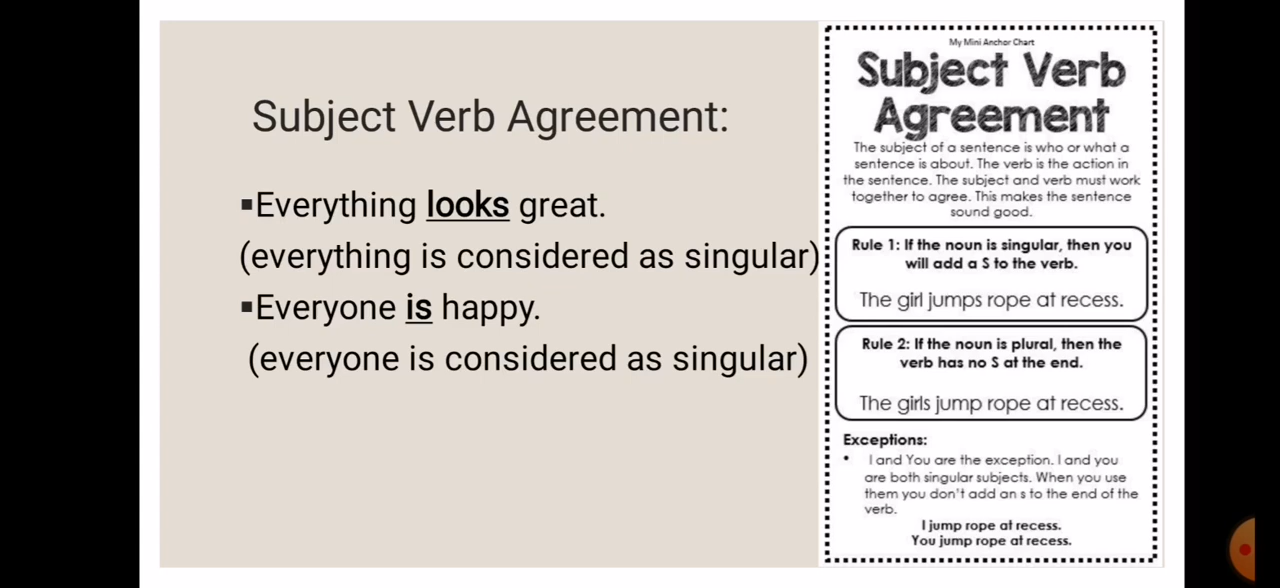 Subject Verb Agreement:
▪Everything looks great.
(everything is considered as singular)
▪Everyone is happy.
(everyone is considered as singular)
My Mini Anchor Chart
Subject Verb
Agreement
The subject of a sentence is who or what a
sentence is about. The verb is the action in
the sentence. The subject and verb must work
together to agree. This makes the sentence
sound good.
Rule 1: If the noun is singular, then you
will add a S to the verb.
The girl jumps rope at recess.
Rule 2: If the noun is plural, then the
verb has no S at the end.
The girls jump rope at recess.
Exceptions:
• I and You are the exception. I and you
are both singular subjects. When you use
them you don't add an s to the end of the
verb.
I jump rope at recess.
You jump rope at recess.